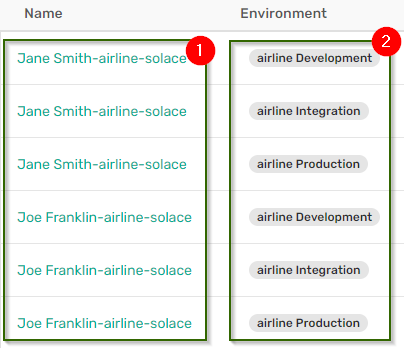 Name Environment
1 2
Jane Smith-airline-solace airline Development
Jane Smith-airline-solace airline Integration
Jane Smith-airline-solace airline Production
Joe Franklin-airline-solace airline Development
Joe Franklin-airline-solace airline Integration
Joe Franklin-airline-solace airline Production